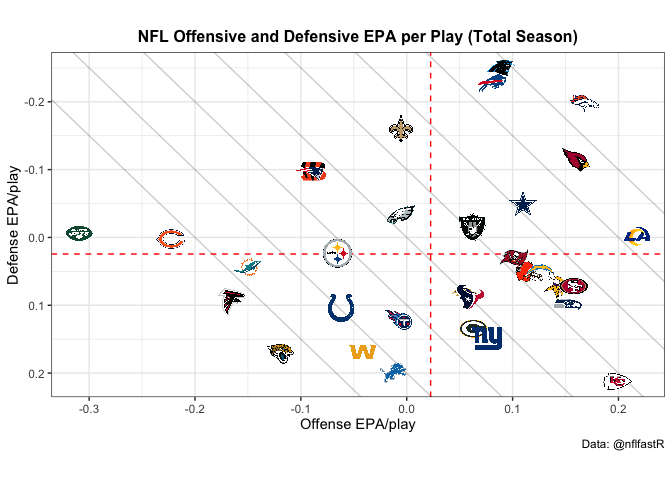 NFL Offensive and Defensive EPA per Play (Total Season)
Defense EPA/play
-0.2
-0.1
0.0
0.1
0.2
-0.3
-0.2
-0.1
0.0
0.1
0.2
Offense EPA/play
Data: @nflfastR
W
ny
LA